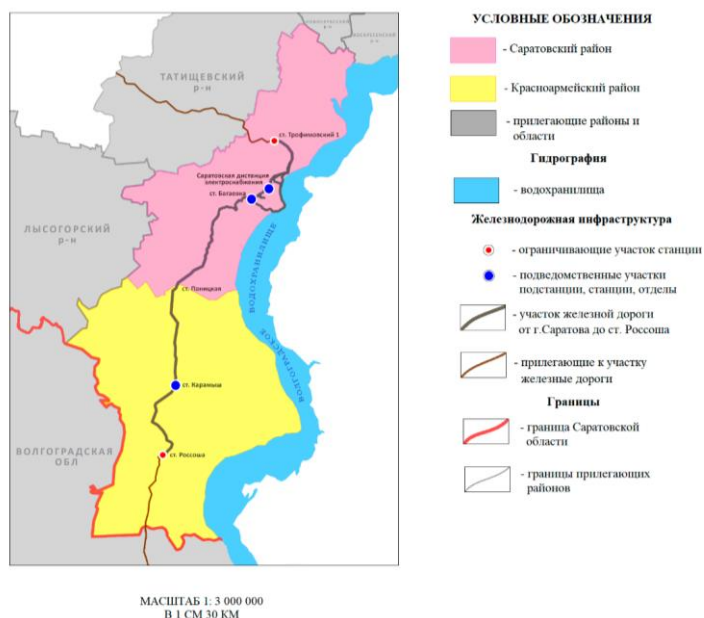 ТАТИЩЕВСКИЙ
р-н
р-н
р-н
ст. Трофимовский 1
Саратовская дистанция
электроснабжения
ст. Багаевка
ЛЫСОГОРСКИЙ
р-н
ВОДОХРАНИЛИЩЕ
ст. Паницкая
ВОЛГОГРАДСКОЕ
ст. Карамыш
ВОЛГОГРАДСКАЯ
ОБЛ
ст. Россоша
МАСШТАБ 1: 3 000 000
В 1 СМ 30 КМ
УСЛОВНЫЕ ОБОЗНАЧЕНИЯ
- Саратовский район
- Красноармейский район
- прилегающие районы и
области
Гидрография
- водохранилища
Железнодорожная инфраструктура
- ограничивающие участок станции
- подведомственные участки
подстанции, станции, отделы
- участок железной дороги
от г.Саратова до ст. Россоша
- прилегающие к участку
железные дороги
Границы
- граница Саратовской
области
- границы прилегающих
районов